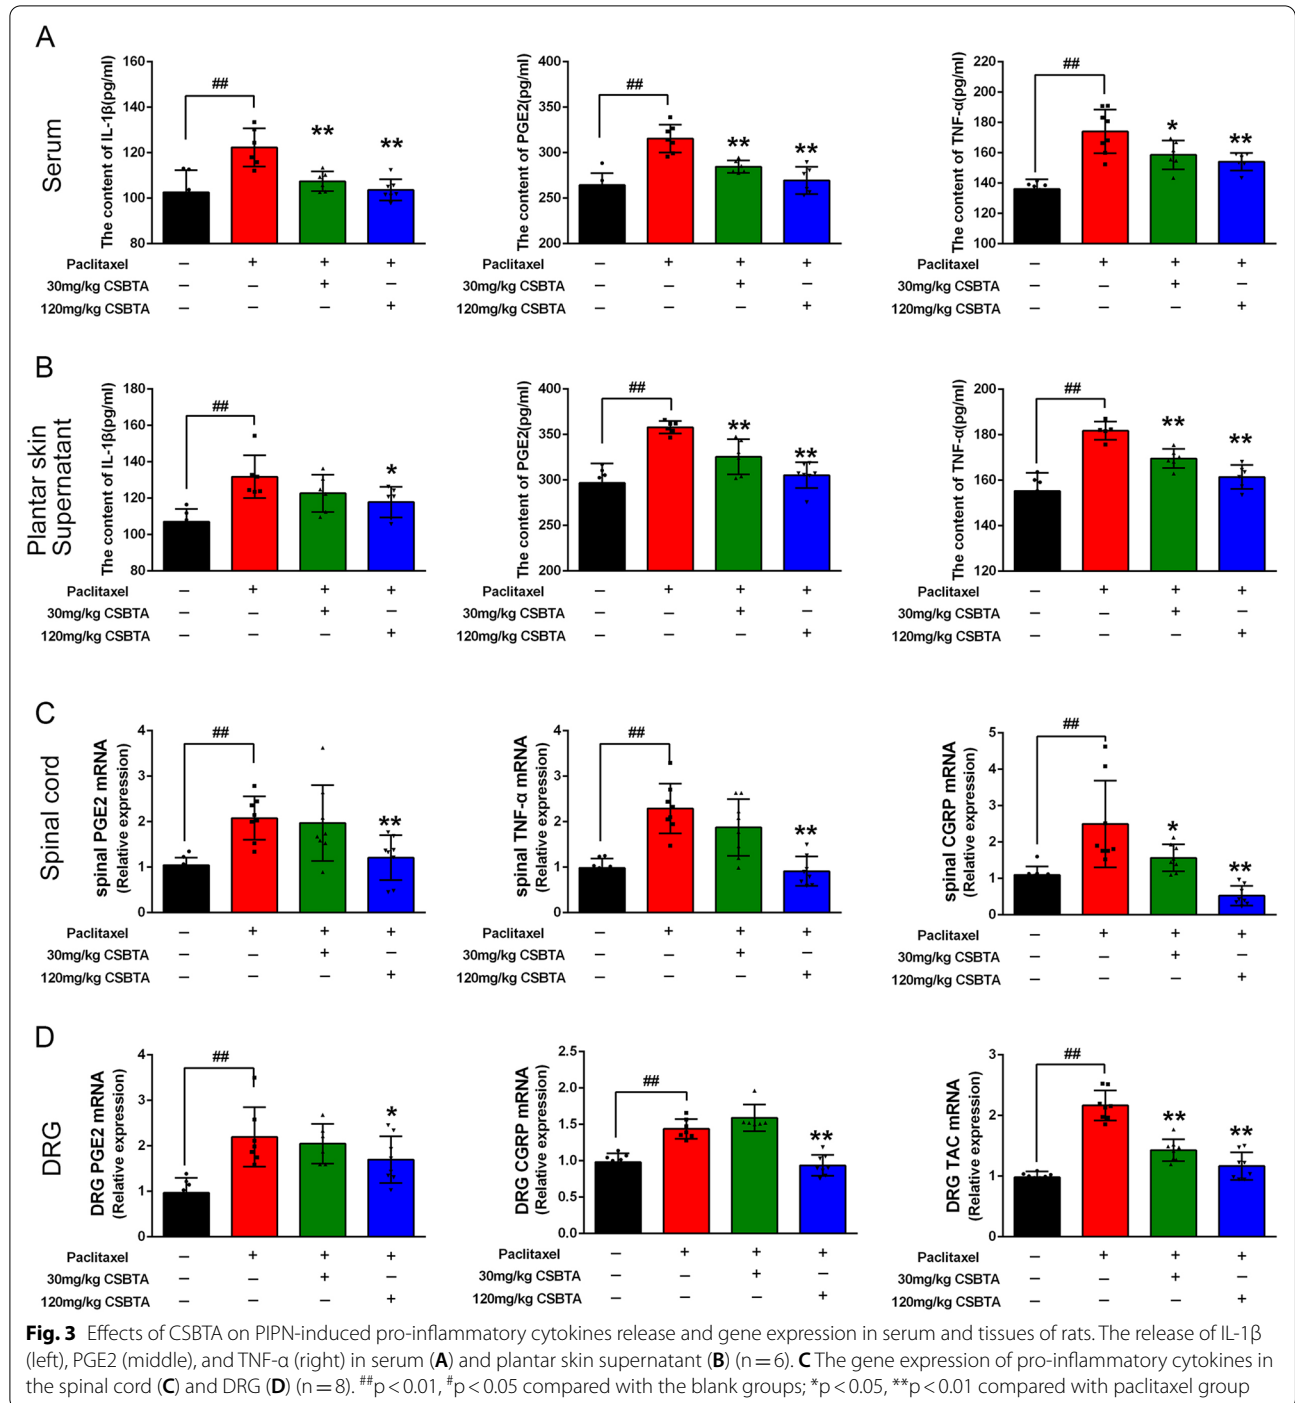 A
Serum
The content of IL-1β(pg/ml)
160
140
120
100
80
##
**
**
Paclitaxel – + + +
30mg/kg CSBTA – – + –
120mg/kg CSBTA – – – +
The content of PGE2(pg/ml)
400
350
300
250
200
##
**
**
Paclitaxel – + + +
30mg/kg CSBTA – – + –
120mg/kg CSBTA – – – +
The content of TNF-α(pg/ml)
220
200
180
160
140
120
100
##
*
**
Paclitaxel – + + +
30mg/kg CSBTA – – + –
120mg/kg CSBTA – – – +
B
Plantar skin
Supernatant
The content of IL-1β(pg/ml)
180
160
140
120
100
80
##
*
Paclitaxel – + + +
30mg/kg CSBTA – – + –
120mg/kg CSBTA – – – +
The content of PGE2(pg/ml)
400
350
300
250
200
##
**
**
Paclitaxel – + + +
30mg/kg CSBTA – – + –
120mg/kg CSBTA – – – +
The content of TNF-α(pg/ml)
200
180
160
140
120
##
**
**
Paclitaxel – + + +
30mg/kg CSBTA – – + –
120mg/kg CSBTA – – – +
C
Spinal cord
spinal PGE2 mRNA
(Relative expression)
4
3
2
1
0
##
**
Paclitaxel – + + +
30mg/kg CSBTA – – + –
120mg/kg CSBTA – – – +
spinal TNF-α mRNA
(Relative expression)
4
3
2
1
0
##
**
Paclitaxel – + + +
30mg/kg CSBTA – – + –
120mg/kg CSBTA – – – +
spinal CGRP mRNA
(Relative expression)
5
4
3
2
1
0
##
*
**
Paclitaxel – + + +
30mg/kg CSBTA – – + –
120mg/kg CSBTA – – – +
D
DRG
DRG PGE2 mRNA
(Relative expression)
4
3
2
1
0
##
*
Paclitaxel – + + +
30mg/kg CSBTA – – + –
120mg/kg CSBTA – – – +
DRG CGRP mRNA
(Relative expression)
2.5
2.0
1.5
1.0
0.5
0.0
##
**
Paclitaxel – + + +
30mg/kg CSBTA – – + –
120mg/kg CSBTA – – – +
DRG TAC mRNA
(Relative expression)
3
2
1
0
##
**
**
Paclitaxel – + + +
30mg/kg CSBTA – – + –
120mg/kg CSBTA – – – +
Fig. 3 Effects of CSBTA on PIPN-induced pro-inflammatory cytokines release and gene expression in serum and tissues of rats. The release of IL-1β
(left), PGE2 (middle), and TNF-α (right) in serum (A) and plantar skin supernatant (B) (n = 6). C The gene expression of pro-inflammatory cytokines in
the spinal cord (C) and DRG (D) (n = 8). ##p < 0.01, #p < 0.05 compared with the blank groups; *p < 0.05, **p < 0.01 compared with paclitaxel group